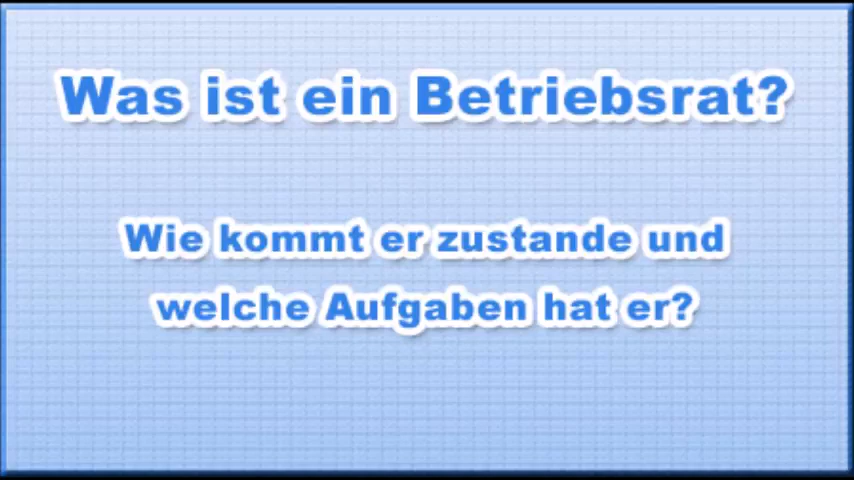 Was ist ein Betriebsrat?
Wie kommt er zustande und
welche Aufgaben hat er?